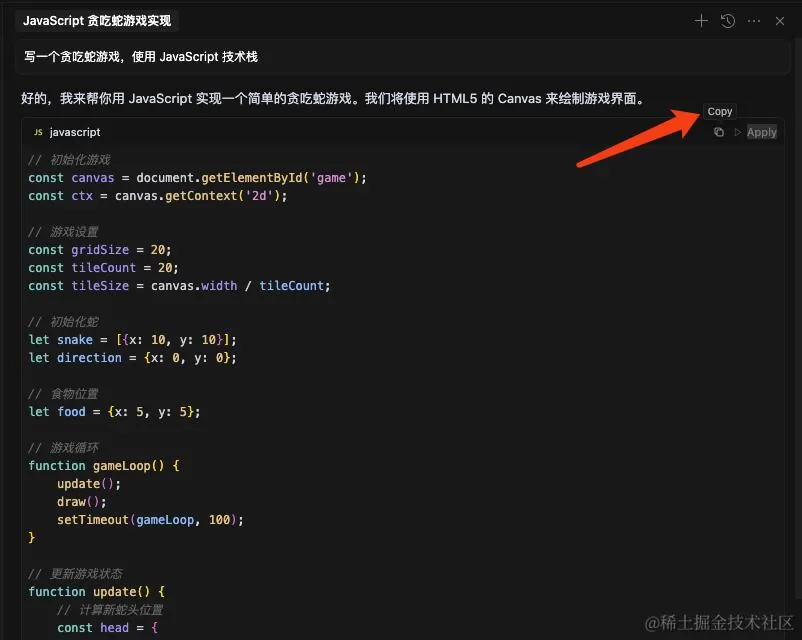 JavaScript 贪吃蛇游戏实现
写一个贪吃蛇游戏，使用 JavaScript 技术栈
好的，我来帮你用 JavaScript 实现一个简单的贪吃蛇游戏。我们将使用 HTML5 的 Canvas 来绘制游戏界面。
Copy
JS javascript
Apply
// 初始化游戏
const canvas = document.getElementById('game');
const ctx = canvas.getContext('2d');
// 游戏设置
const gridSize = 20;
const tileCount = 20;
const tileSize = canvas.width / tileCount;
// 初始化蛇
let snake = [{x: 10, y: 10}];
let direction = {x: 0, y: 0};
// 食物位置
let food = {x: 5, y: 5};
// 游戏循环
function gameLoop() {
    update();
    draw();
    setTimeout(gameLoop, 100);
}
// 更新游戏状态
function update() {
    // 计算新蛇头位置
    const head = {
@稀土掘金技术社区